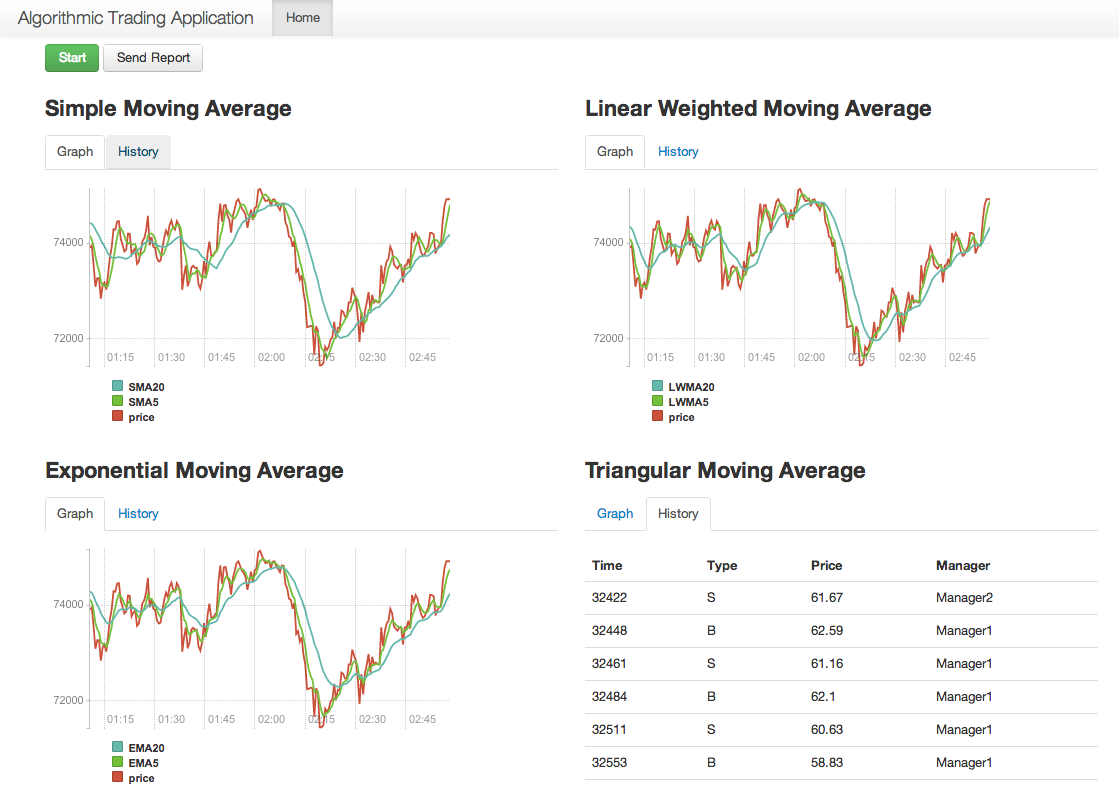 Algorithmic Trading Application Home
Start Send Report
Simple Moving Average
Graph History
74000
72000
01:15 01:30 01:45 02:00 02:15 02:30 02:45
SMA20
SMA5
price
Linear Weighted Moving Average
Graph History
74000
72000
01:15 01:30 01:45 02:00 02:15 02:30 02:45
LWMA20
LWMA5
price
Exponential Moving Average
Graph History
74000
72000
01:15 01:30 01:45 02:00 02:15 02:30 02:45
EMA20
EMA5
price
Triangular Moving Average
Graph History
Time Type Price Manager
32422 S 61.67 Manager2
32448 B 62.59 Manager1
32461 S 61.16 Manager1
32484 B 62.1 Manager1
32511 S 60.63 Manager1
32553 B 58.83 Manager1